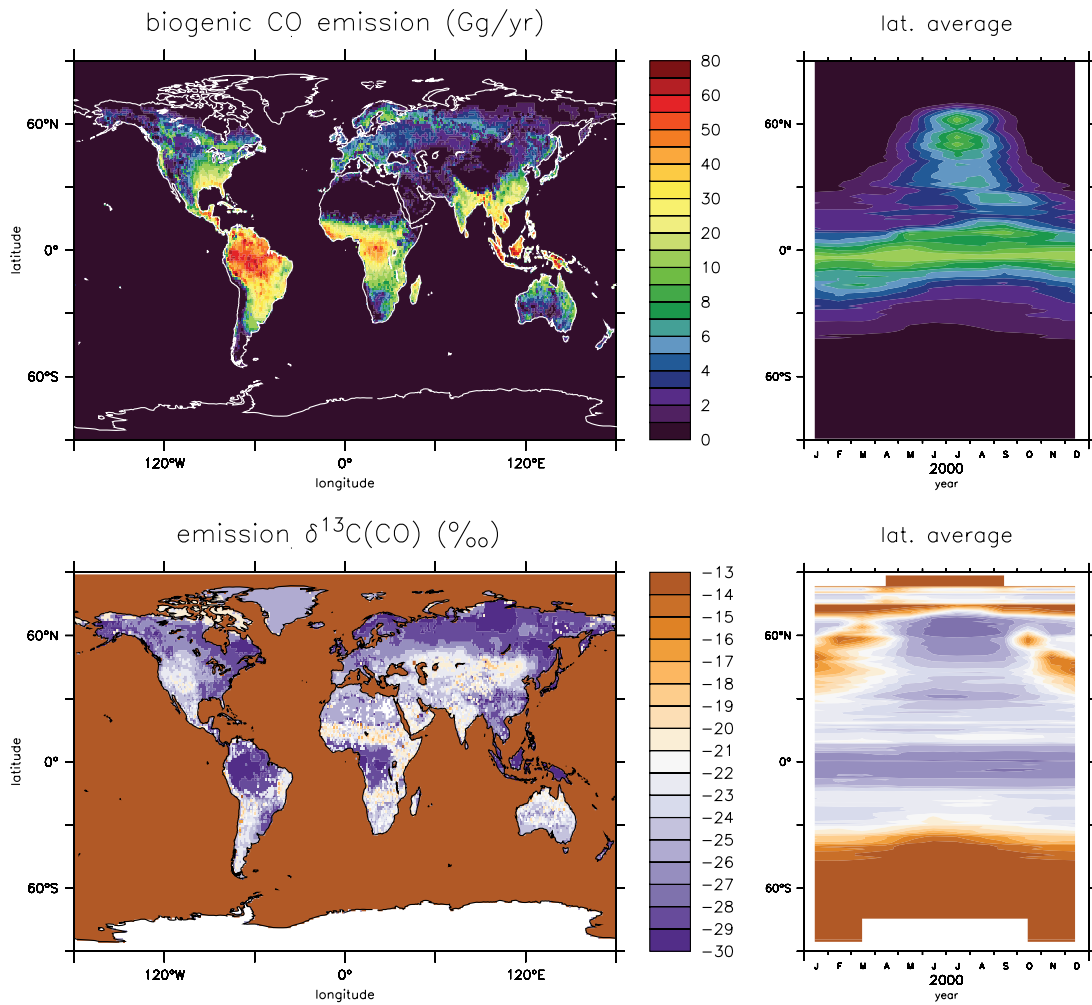 biogenic CO emission (Gg/yr)
lat. average
60°N
0°
60°S
latitude
120°W
0°
120°E
longitude
80
60
50
40
30
20
10
8
6
4
2
0
60°N
0°
60°S
J F M A M J J A S O N D
2000
year
emission δ¹³C(CO) (‰)
lat. average
60°N
0°
60°S
latitude
120°W
0°
120°E
longitude
-13
-14
-15
-16
-17
-18
-19
-20
-21
-22
-23
-24
-25
-26
-27
-28
-29
-30
60°N
0°
60°S
J F M A M J J A S O N D
2000
year